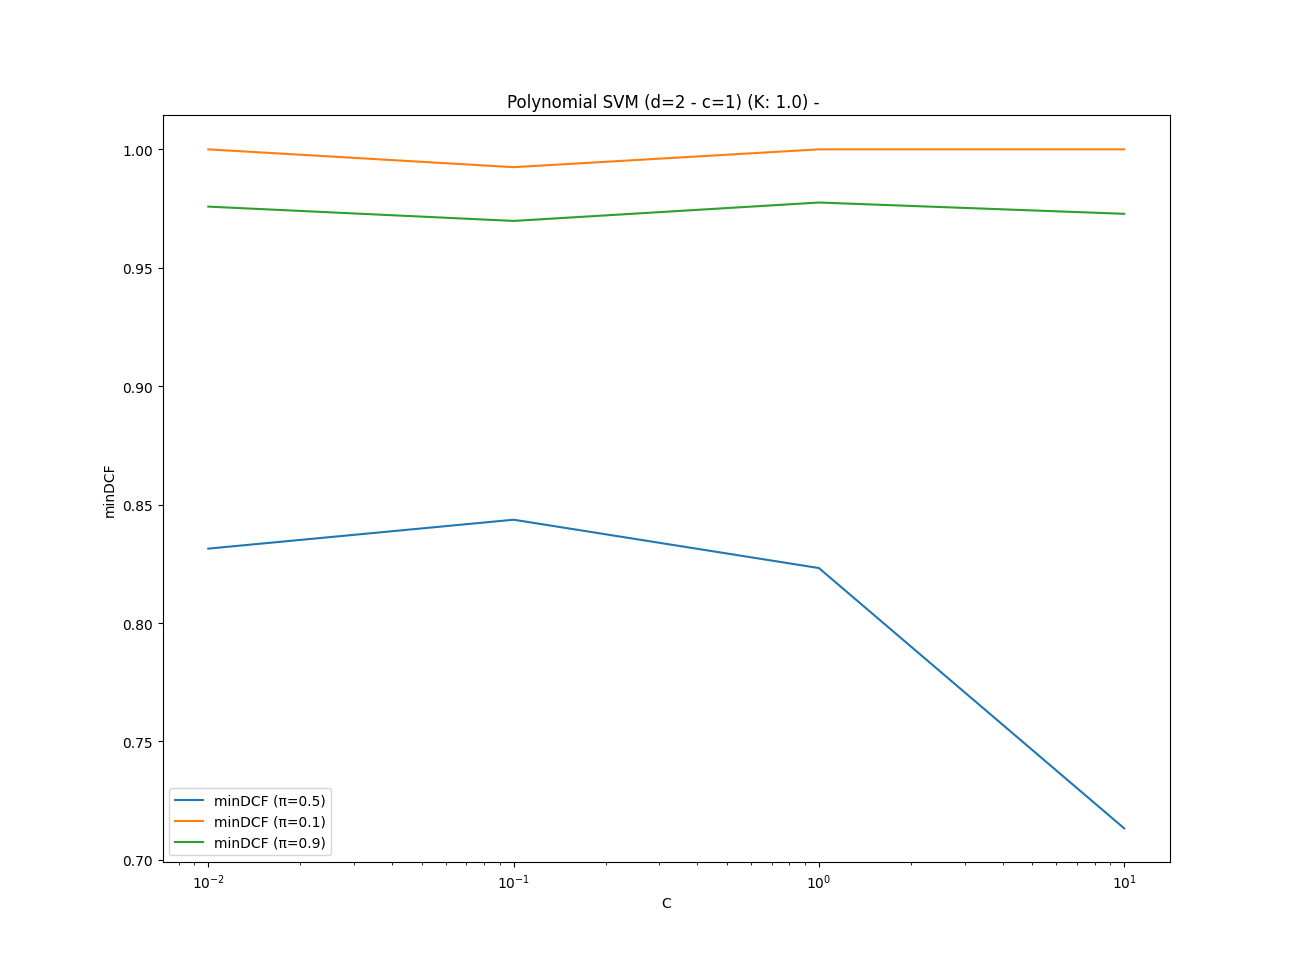 Polynomial SVM (d=2 - c=1) (K: 1.0) -
1.00
0.95
0.90
0.85
0.80
0.75
0.70
minDCF
minDCF (π=0.5)
minDCF (π=0.1)
minDCF (π=0.9)
10⁻² 10⁻¹ 10⁰ 10¹
C